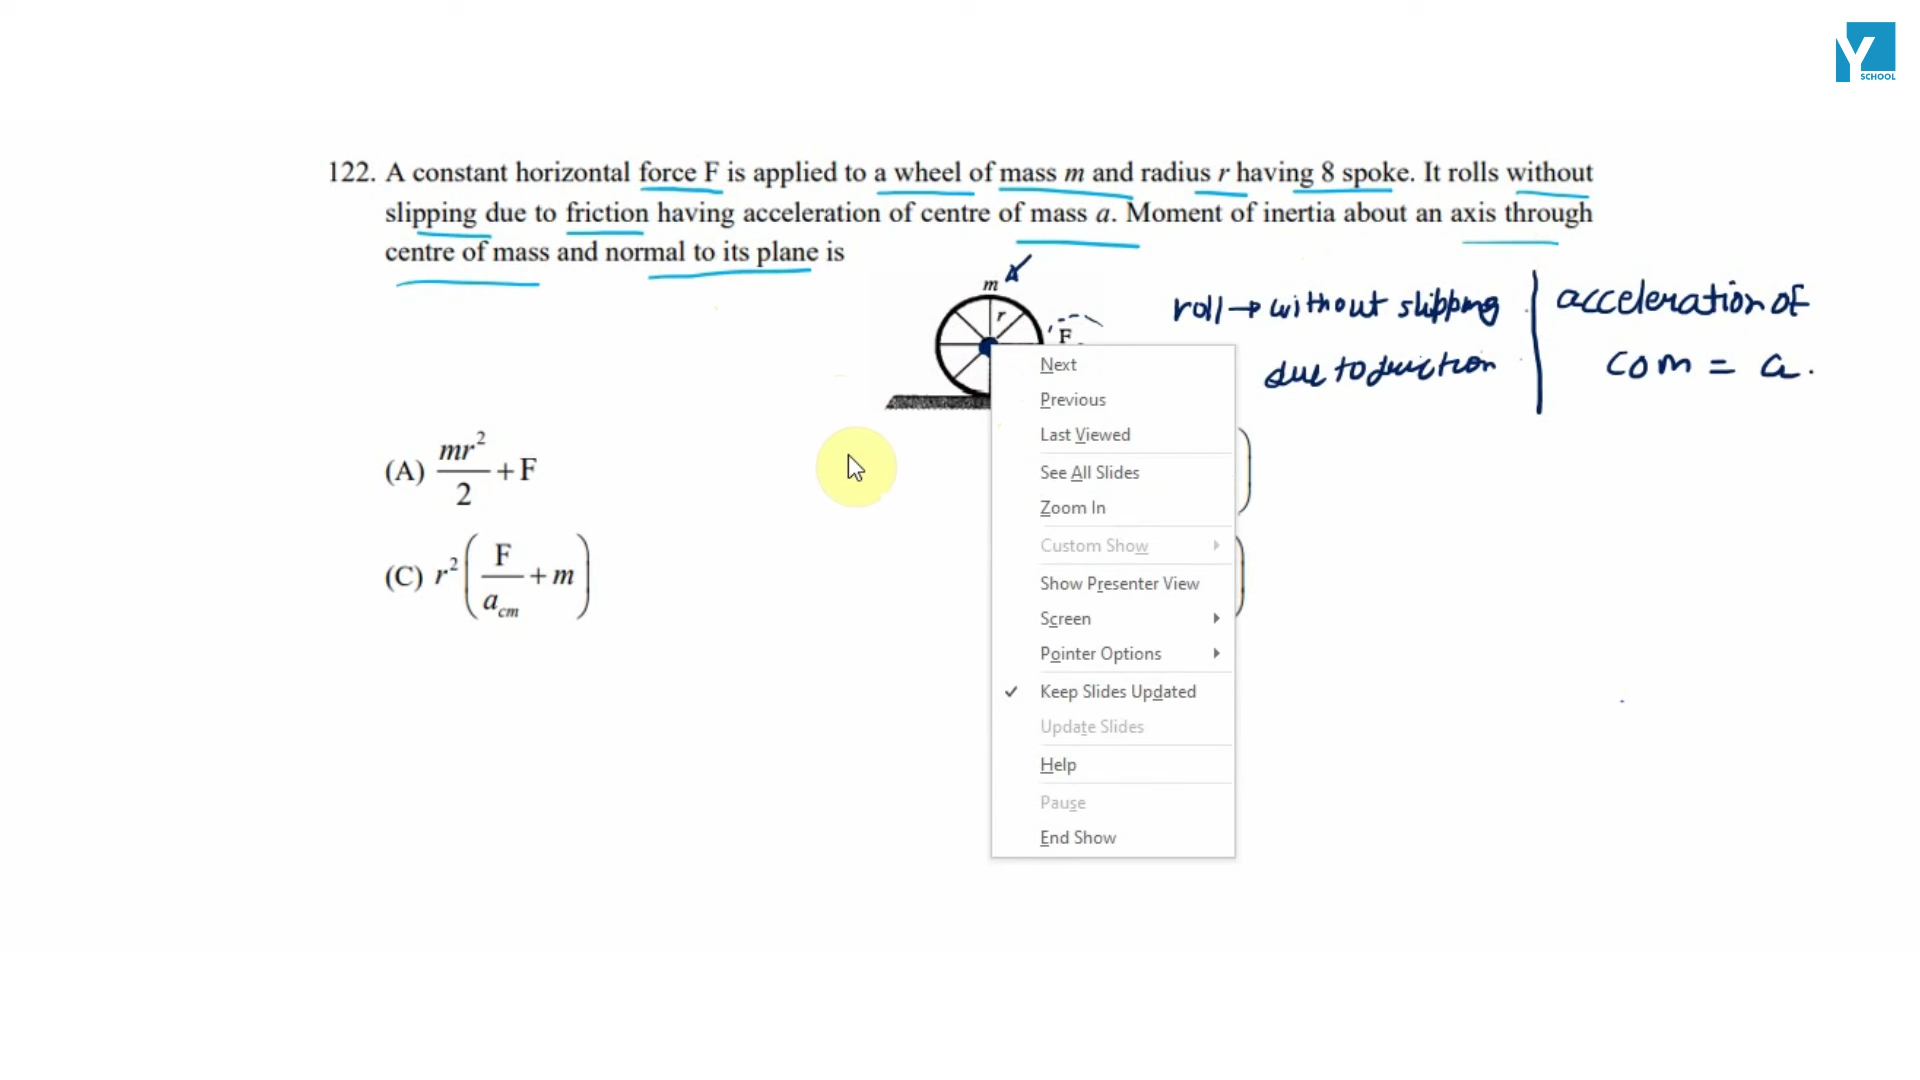 Y
SCHOOL
122. A constant horizontal force F is applied to a wheel of mass m and radius r having 8 spoke. It rolls without
slipping due to friction having acceleration of centre of mass a. Moment of inertia about an axis through
centre of mass and normal to its plane is
m
r
F
roll → without slipping
due to friction
acceleration of
com = a.
(A) mr²/2 + F
(C) r² ( F/a_cm + m )
Next
Previous
Last Viewed
See All Slides
Zoom In
Custom Show
Show Presenter View
Screen
Pointer Options
Keep Slides Updated
Update Slides
Help
Pause
End Show